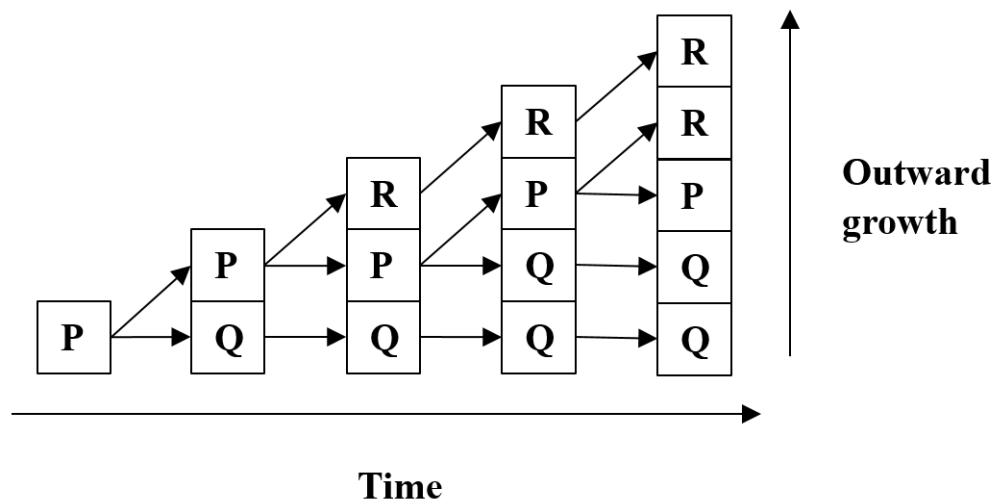 R
R R
R P P
P P Q Q
P Q Q Q Q
Outward
growth
Time